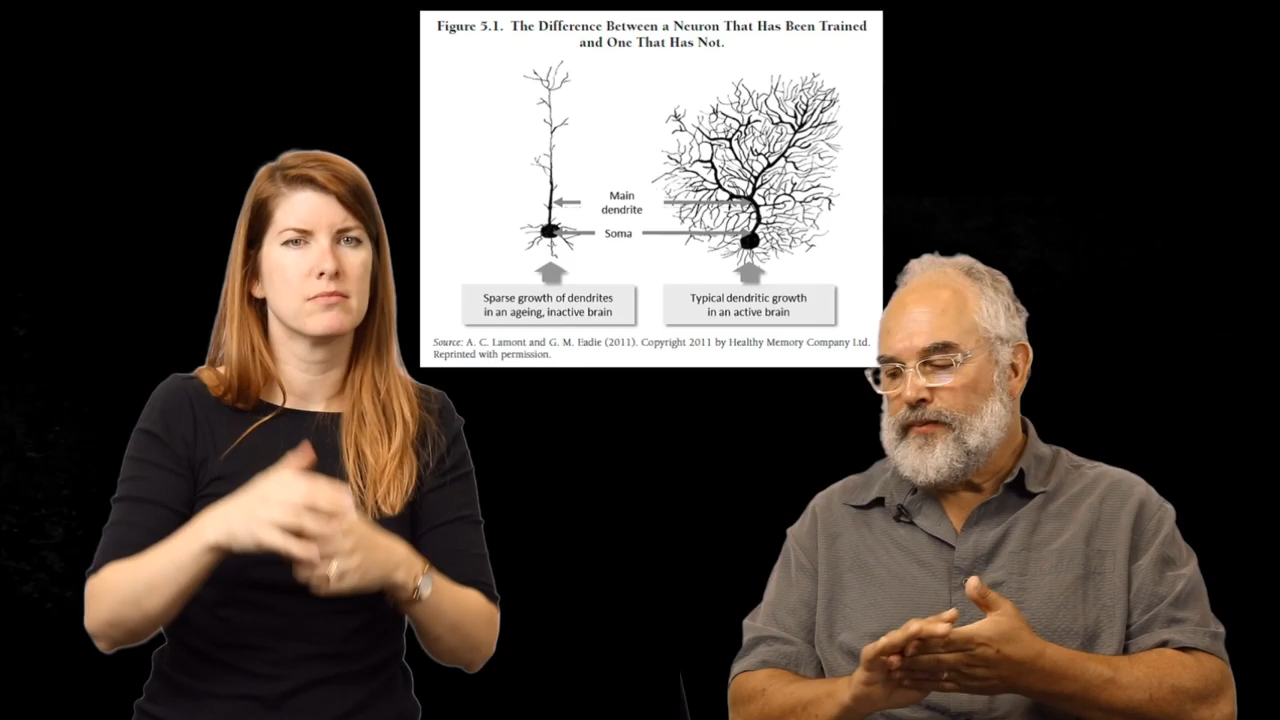 Figure 5.1. The Difference Between a Neuron That Has Been Trained
and One That Has Not.
Main
dendrite
Soma
Sparse growth of dendrites
in an ageing, inactive brain
Typical dendritic growth
in an active brain
Source: A. C. Lamont and G. M. Eadie (2011). Copyright 2011 by Healthy Memory Company Ltd.
Reprinted with permission.